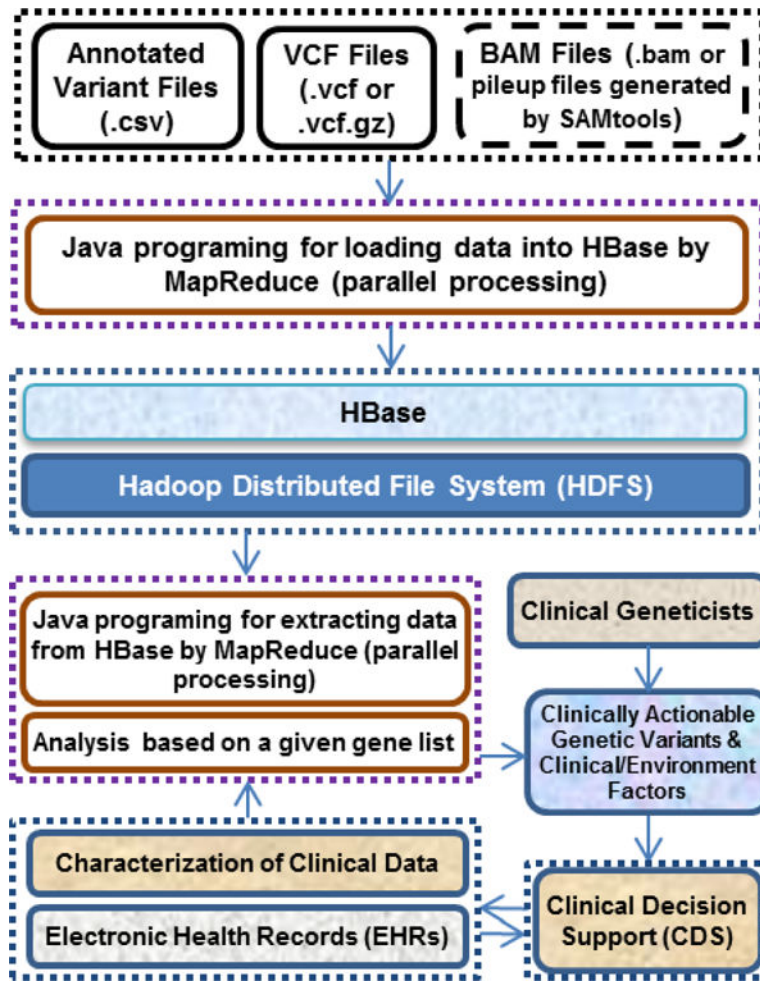 Annotated
Variant Files
(.csv)
VCF Files
(.vcf or
.vcf.gz)
BAM Files (.bam or
pileup files generated
by SAMtools)
Java programing for loading data into HBase by
MapReduce (parallel processing)
HBase
Hadoop Distributed File System (HDFS)
Java programing for extracting data
from HBase by MapReduce (parallel
processing)
Analysis based on a given gene list
Clinical Geneticists
Clinically Actionable
Genetic Variants &
Clinical/Environment
Factors
Characterization of Clinical Data
Electronic Health Records (EHRs)
Clinical Decision
Support (CDS)